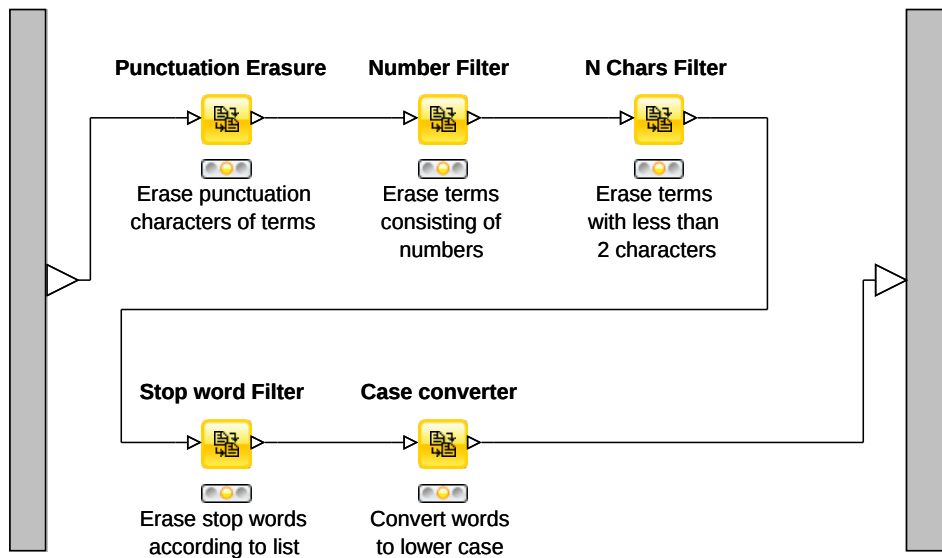 Punctuation Erasure
Erase punctuation
characters of terms
Number Filter
Erase terms
consisting of
numbers
N Chars Filter
Erase terms
with less than
2 characters
Stop word Filter
Erase stop words
according to list
Case converter
Convert words
to lower case